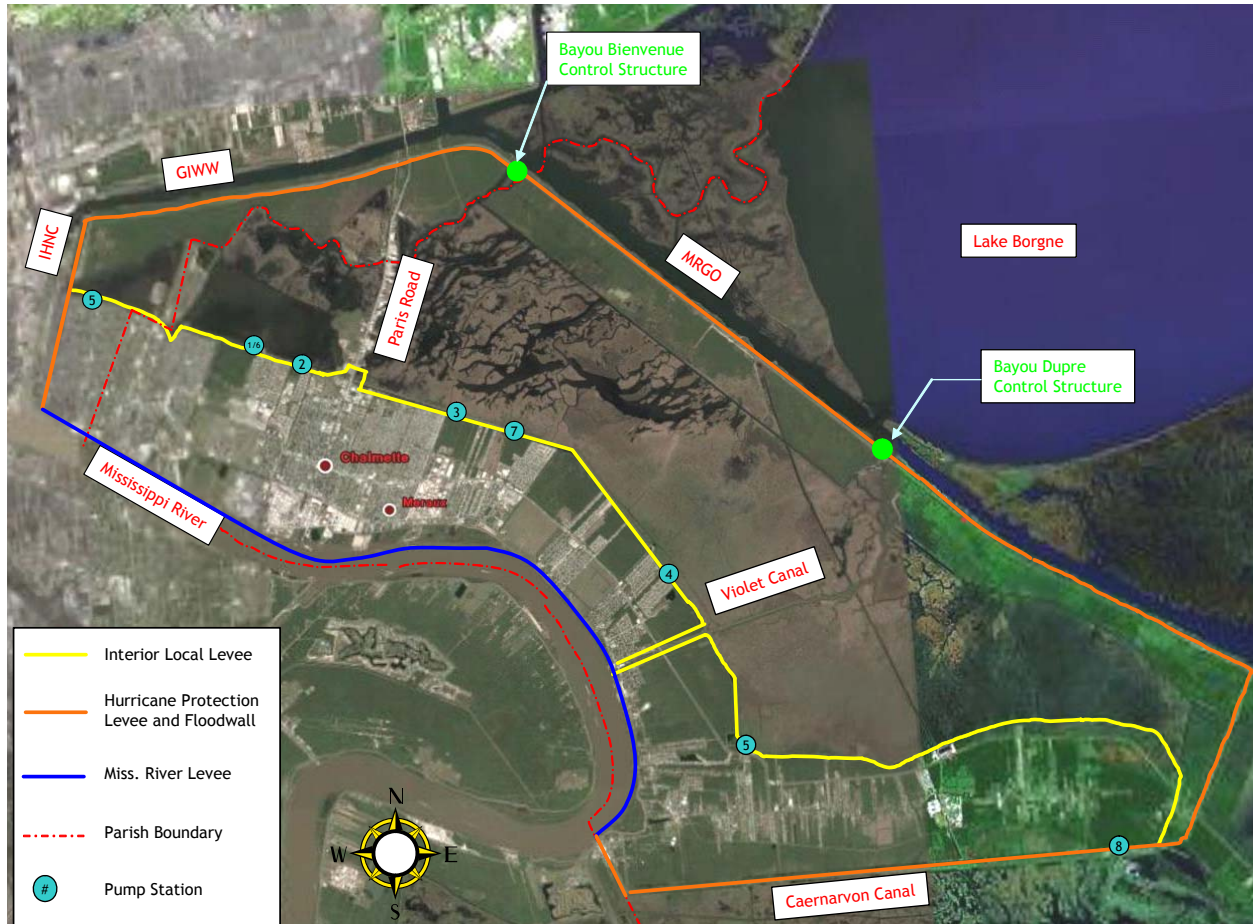 Bayou Bienvenue
Control Structure
GIWW
IHNC
Paris Road
MRGO
Lake Borgne
5
1/6
2
3
7
Bayou Dupre
Control Structure
Chalmette
Meraux
Mississippi River
4
Violet Canal
5
8
Caernarvon Canal
Interior Local Levee
Hurricane Protection
Levee and Floodwall
Miss. River Levee
Parish Boundary
# Pump Station
N
W E
S